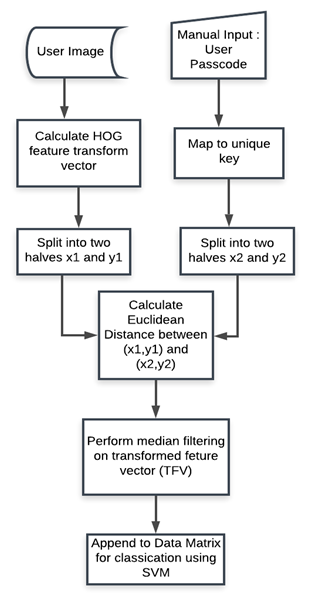 User Image
Manual Input :
User
Passcode
Calculate HOG
feature transform
vector
Map to unique
key
Split into two
halves x1 and y1
Split into two
halves x2 and y2
Calculate
Euclidean
Distance between
(x1,y1) and
(x2,y2)
Perform median filtering
on transformed feture
vector (TFV)
Append to Data Matrix
for classication using
SVM